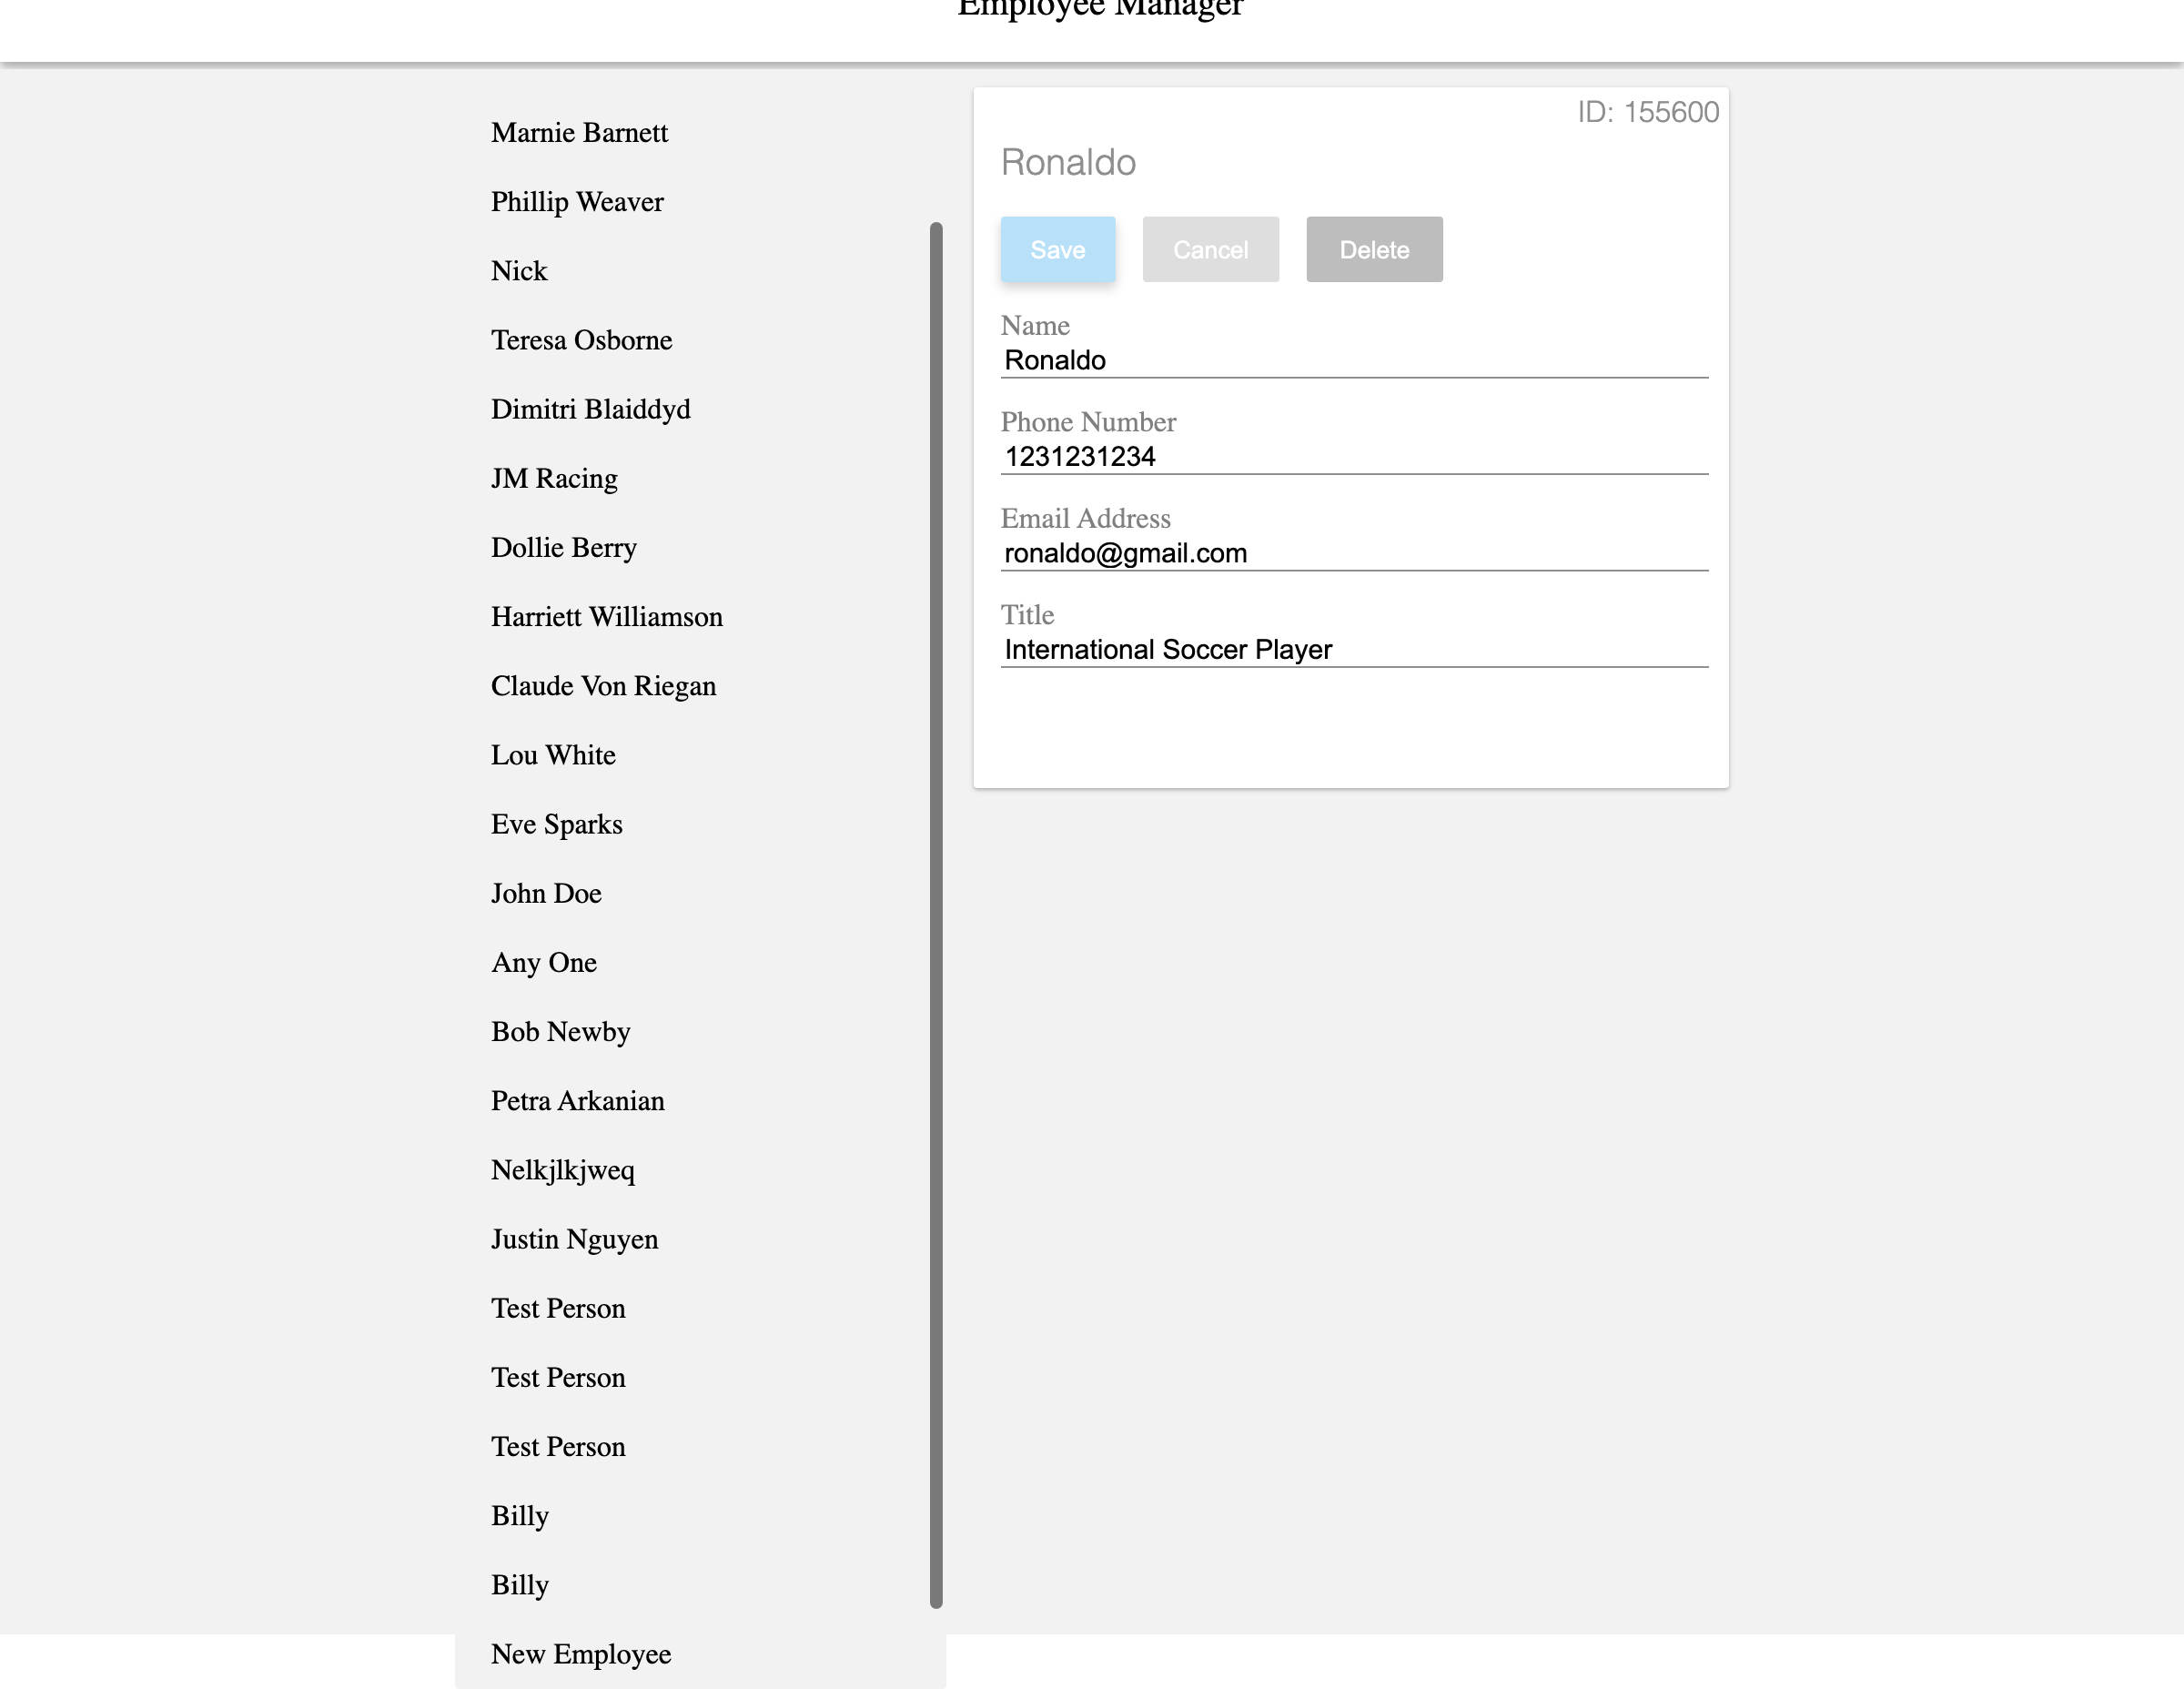 Employee Manager
Marnie Barnett
Phillip Weaver
Nick
Teresa Osborne
Dimitri Blaiddyd
JM Racing
Dollie Berry
Harriett Williamson
Claude Von Riegan
Lou White
Eve Sparks
John Doe
Any One
Bob Newby
Petra Arkanian
Nelkjlkjweq
Justin Nguyen
Test Person
Test Person
Test Person
Billy
Billy
New Employee
ID: 155600
Ronaldo
Save Cancel Delete
Name
Ronaldo
Phone Number
1231231234
Email Address
ronaldo@gmail.com
Title
International Soccer Player